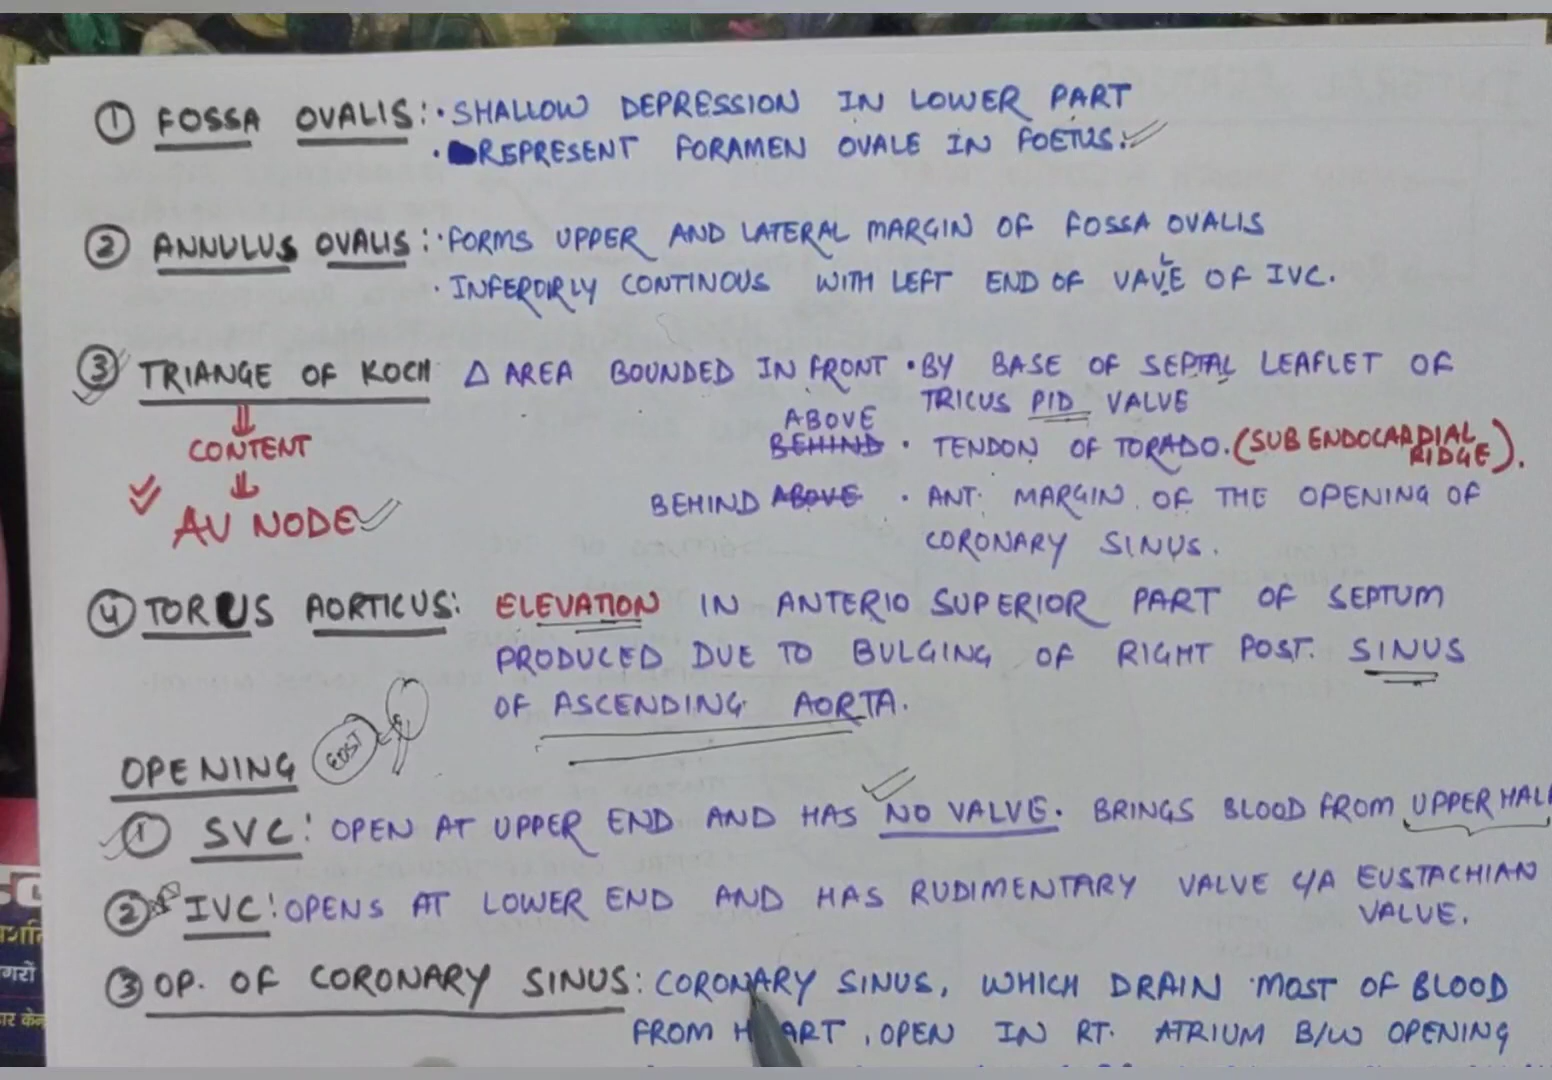 ① FOSSA OVALIS: · SHALLOW DEPRESSION IN LOWER PART
· REPRESENT FORAMEN OVALE IN FOETUS.
② ANNULUS OVALIS: · FORMS UPPER AND LATERAL MARGIN OF FOSSA OVALIS
· INFERORLY CONTINOUS WITH LEFT END OF VAVLE OF IVC.
③ TRIANGE OF KOCH Δ AREA BOUNDED IN FRONT · BY BASE OF SEPTAL LEAFLET OF
TRICUS PID VALVE
ABOVE
BEHIND · TENDON OF TORADO. (SUB ENDOCARDIAL
RIDGE).
CONTENT
BEHIND ABOVE · ANT. MARGIN OF THE OPENING OF
AV NODE
CORONARY SINUS.
④ TORUS AORTICUS: ELEVATION IN ANTERIO SUPERIOR PART OF SEPTUM
PRODUCED DUE TO BULGING OF RIGHT POST. SINUS
OF ASCENDING AORTA.
OPENING
① SVC: OPEN AT UPPER END AND HAS NO VALVE. BRINGS BLOOD FROM UPPER HAL
② IVC: OPENS AT LOWER END AND HAS RUDIMENTARY VALVE C/A EUSTACHIAN
VALVE.
③ OP. OF CORONARY SINUS: CORONARY SINUS, WHICH DRAIN MOST OF BLOOD
FROM HEART, OPEN IN RT. ATRIUM B/W OPENING